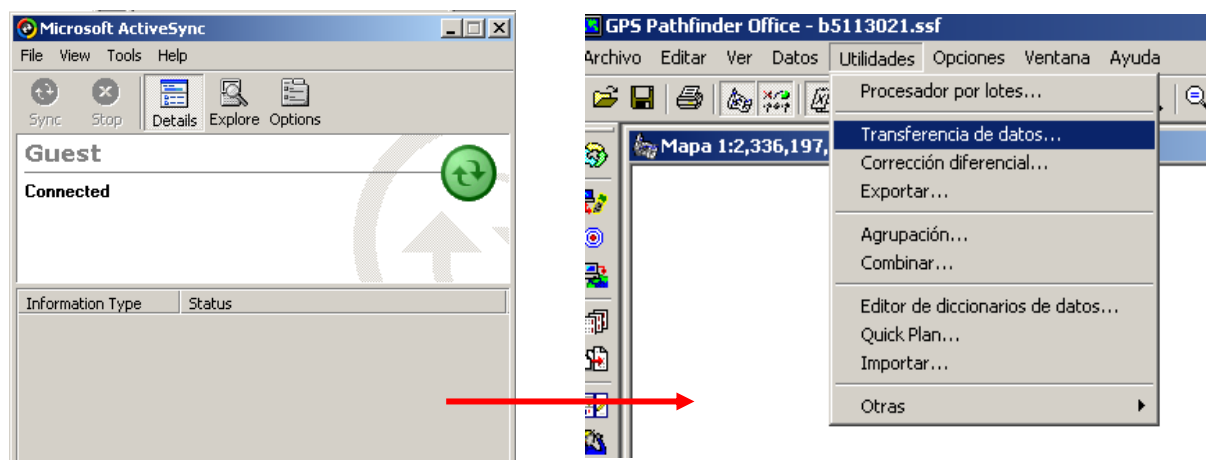 Microsoft ActiveSync
File View Tools Help
Sync Stop Details Explore Options
Guest
Connected
Information Type Status
GPS Pathfinder Office - b5113021.ssf
Archivo Editar Ver Datos Utilidades Opciones Ventana Ayuda
Mapa 1:2,336,197,
Procesador por lotes...
Transferencia de datos...
Corrección diferencial...
Exportar...
Agrupación...
Combinar...
Editor de diccionarios de datos...
Quick Plan...
Importar...
Otras